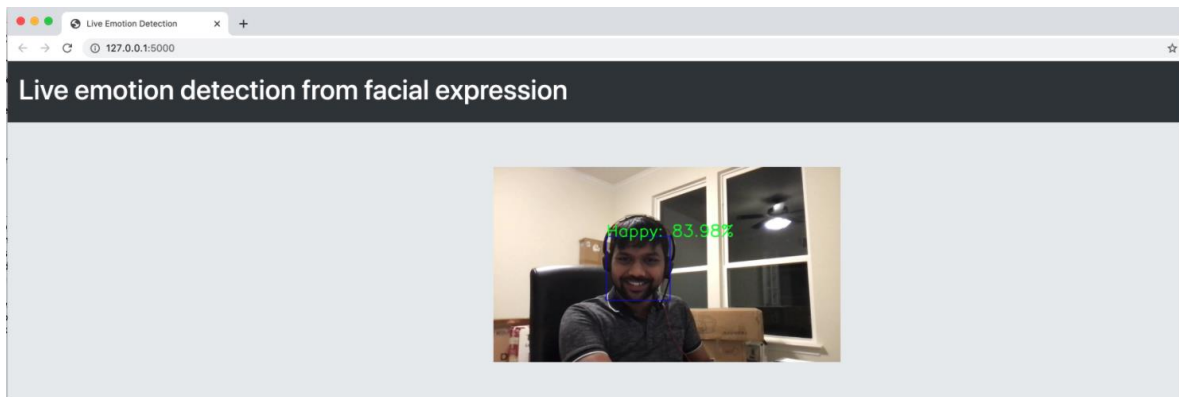 Live Emotion Detection
127.0.0.1:5000
Live emotion detection from facial expression
Happy: 83.98%